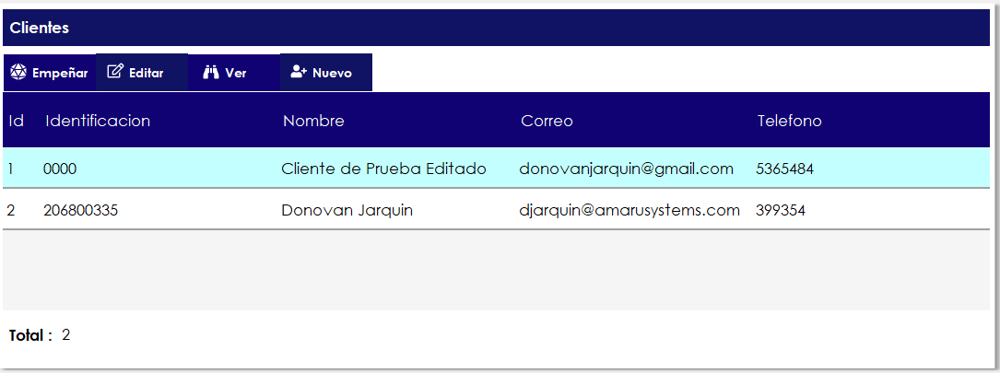 Clientes
Empeñar Editar Ver Nuevo
Id Identificacion Nombre Correo Telefono
1 0000 Cliente de Prueba Editado donovanjarquin@gmail.com 5365484
2 206800335 Donovan Jarquin djarquin@amarusystems.com 399354
Total : 2